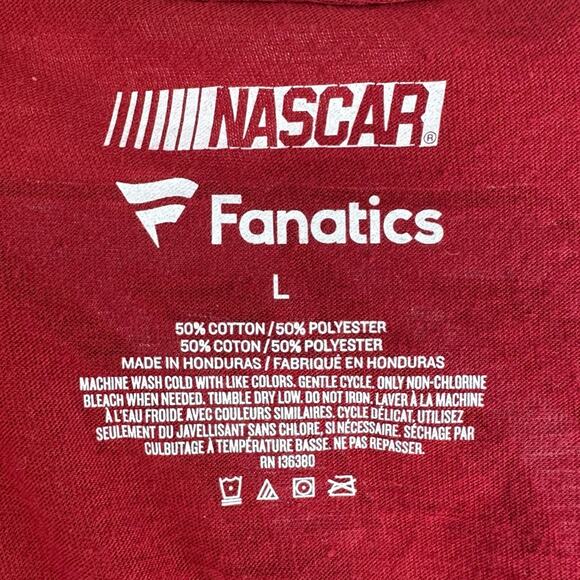 NASCAR®
Fanatics
L
50% COTTON/50% POLYESTER
50% COTON/50% POLYESTER
MADE IN HONDURAS/FABRIQUÉ EN HONDURAS
MACHINE WASH COLD WITH LIKE COLORS. GENTLE CYCLE. ONLY NON-CHLORINE
BLEACH WHEN NEEDED. TUMBLE DRY LOW. DO NOT IRON. LAVER À LA MACHINE
À L'EAU FROIDE AVEC COULEURS SIMILAIRES. CYCLE DÉLICAT. UTILISEZ
SEULEMENT DU JAVELLISANT SANS CHLORE, SI NÉCESSAIRE. SÉCHAGE PAR
CULBUTAGE À TEMPÉRATURE BASSE. NE PAS REPASSER.
RN 136380